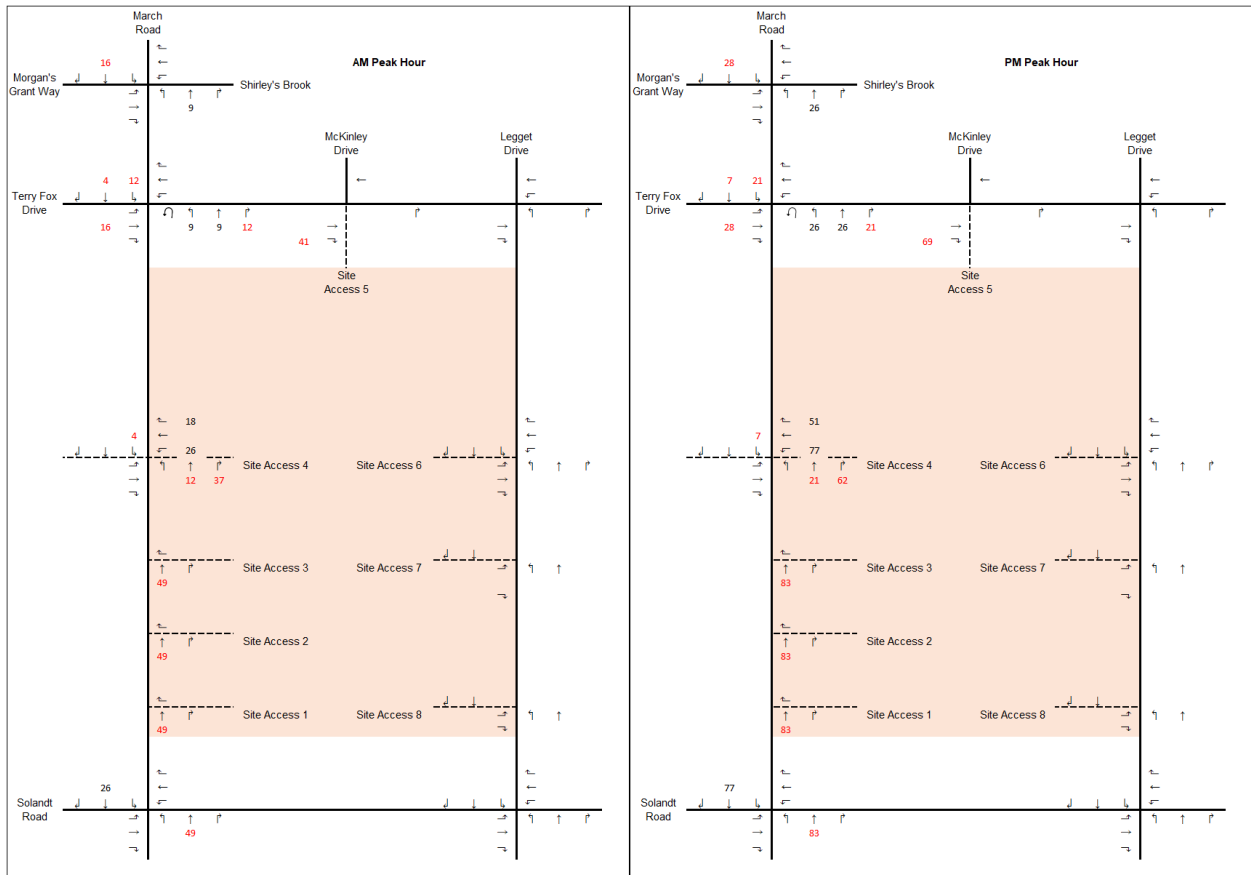 March
Road
16
AM Peak Hour
Morgan's
Grant Way
Shirley's Brook
9
McKinley
Drive
Legget
Drive
4 12
Terry Fox
Drive
16 9 9 12
41
Site
Access 5
18
4
26
Site Access 4 Site Access 6
12 37
Site Access 3 Site Access 7
49
Site Access 2
49
Site Access 1 Site Access 8
49
26
Solandt
Road
49
March
Road
28
PM Peak Hour
Morgan's
Grant Way
Shirley's Brook
26
McKinley
Drive
Legget
Drive
7 21
Terry Fox
Drive
28 26 26 21
69
Site
Access 5
51
7
77
Site Access 4 Site Access 6
21 62
Site Access 3 Site Access 7
83
Site Access 2
83
Site Access 1 Site Access 8
83
77
Solandt
Road
83